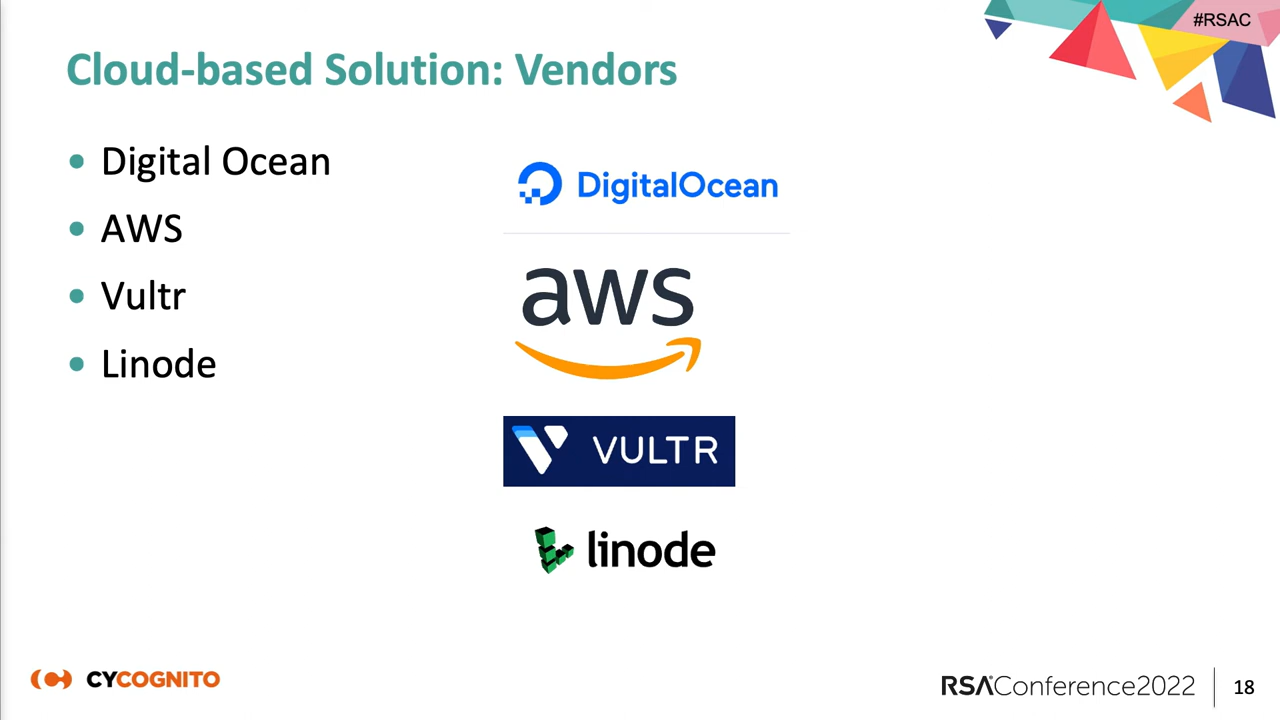 #RSAC
Cloud-based Solution: Vendors
• Digital Ocean
• AWS
• Vultr
• Linode
DigitalOcean
aws
VULTR
linode
CYCOGNITO
RSAConference2022
18